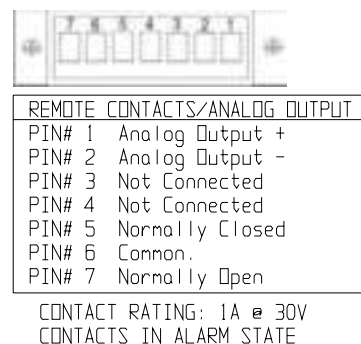 7 6 5 4 3 2 1
REMOTE CONTACTS/ANALOG OUTPUT
PIN# 1 Analog Output +
PIN# 2 Analog Output -
PIN# 3 Not Connected
PIN# 4 Not Connected
PIN# 5 Normally Closed
PIN# 6 Common.
PIN# 7 Normally Open
CONTACT RATING: 1A @ 30V
CONTACTS IN ALARM STATE